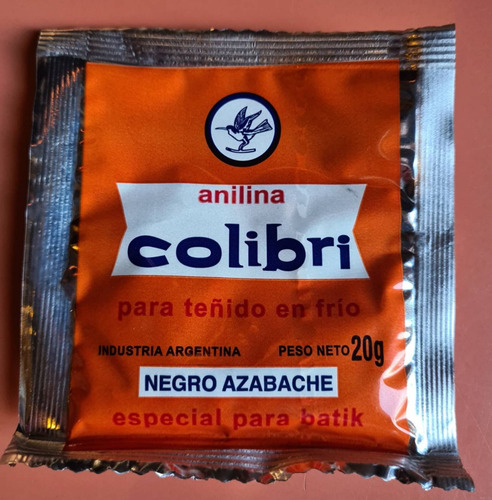 anilina
colibri
para teñido en frío
INDUSTRIA ARGENTINA PESO NETO 20g
NEGRO AZABACHE
especial para batik